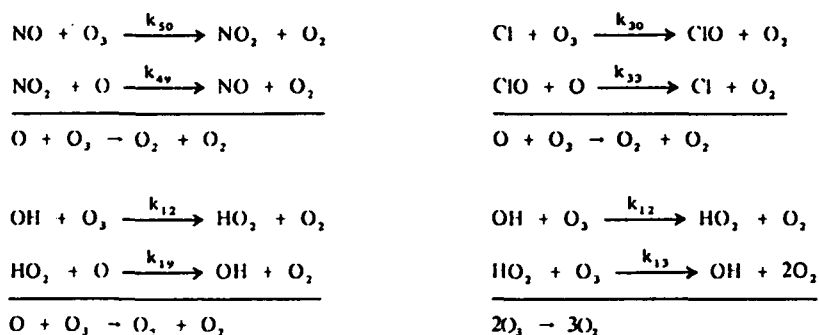 NO + O₃ —k₅₀→ NO₂ + O₂
NO₂ + O —k₄₉→ NO + O₂
O + O₃ → O₂ + O₂
Cl + O₃ —k₃₀→ ClO + O₂
ClO + O —k₃₃→ Cl + O₂
O + O₃ → O₂ + O₂
OH + O₃ —k₁₂→ HO₂ + O₂
HO₂ + O —k₁₉→ OH + O₂
O + O₃ → O₂ + O₂
OH + O₃ —k₁₂→ HO₂ + O₂
HO₂ + O₃ —k₁₃→ OH + 2O₂
2O₃ → 3O₂